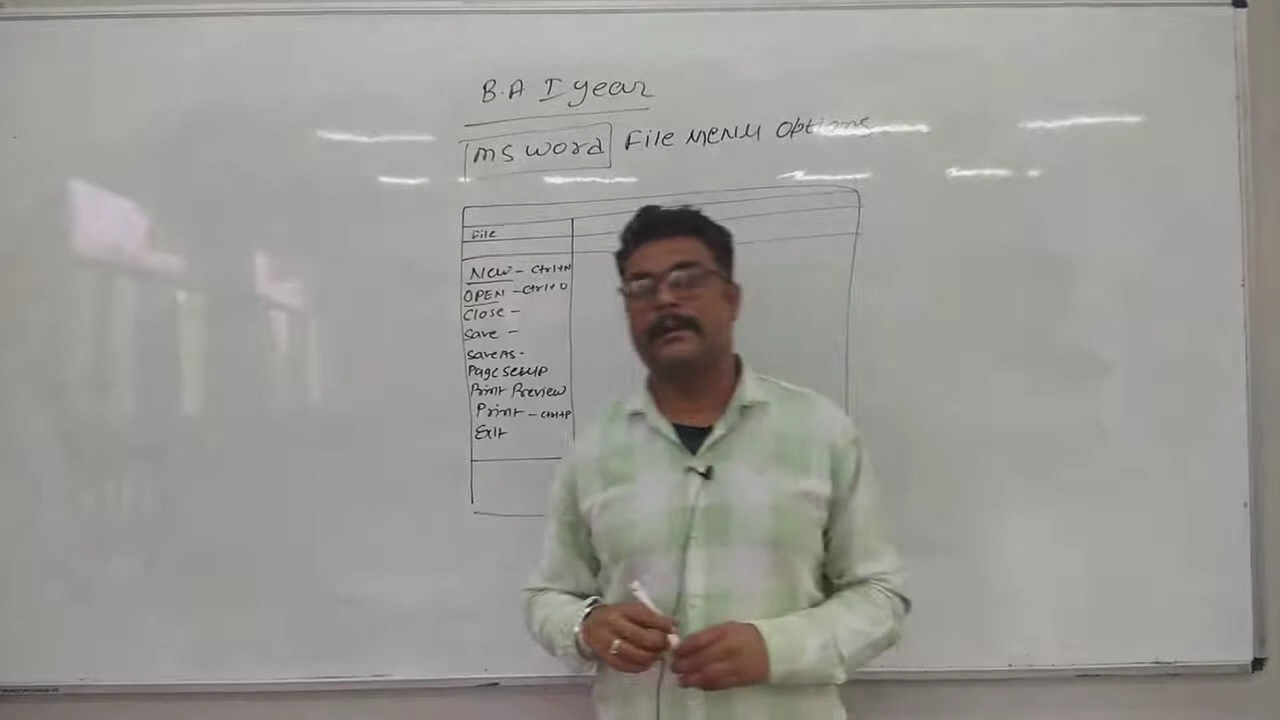 B.A I year
MS WORD File MENU Options
File
New - Ctrl+N
OPEN - Ctrl+O
Close -
Save -
Save As -
Page setup
Print Preview
Print - Ctrl+P
Exit